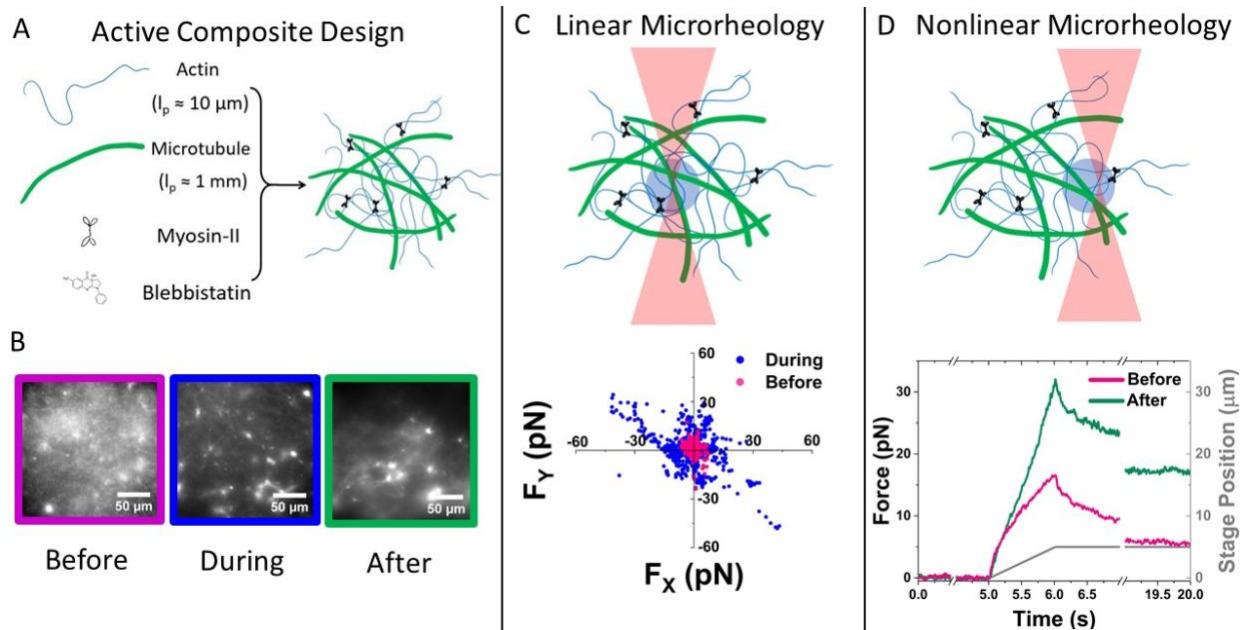 A
Active Composite Design
Actin
(lp ≈ 10 μm)
Microtubule
(lp ≈ 1 mm)
Myosin-II
Blebbistatin
B
50 μm
50 μm
50 μm
Before
During
After
C
Linear Microrheology
60
During
Before
30
-60
-30
30
60
-30
-60
FY (pN)
FX (pN)
D
Nonlinear Microrheology
Before
After
30
20
10
0
Force (pN)
30
20
10
0
Stage Position (μm)
0.0
5.0
5.5
6.0
6.5
19.5
20.0
Time (s)